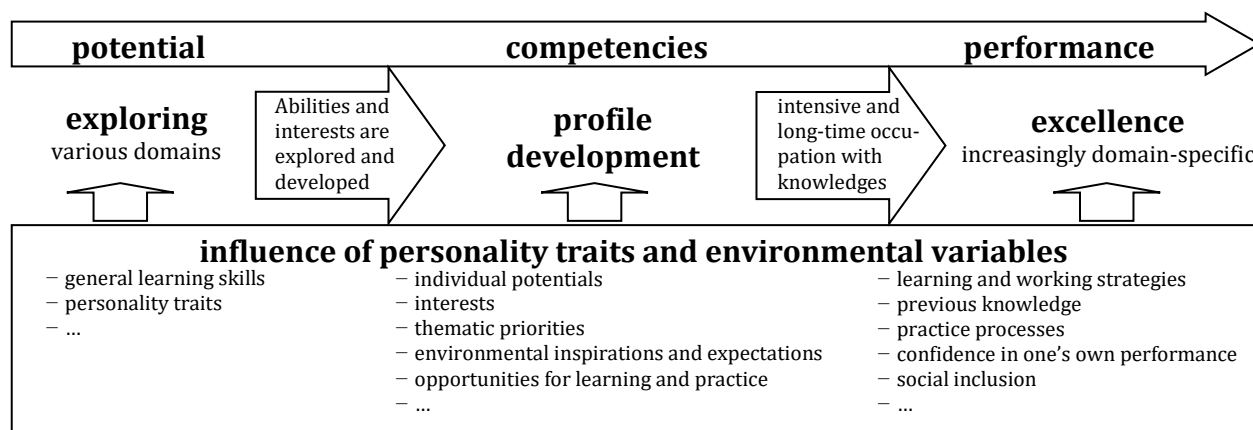 potential competencies performance
exploring
various domains
Abilities and
interests are
explored and
developed
profile
development
intensive and
long-time occu-
pation with
knowledges
excellence
increasingly domain-specific
influence of personality traits and environmental variables
– general learning skills
– personality traits
– ...
– individual potentials
– interests
– thematic priorities
– environmental inspirations and expectations
– opportunities for learning and practice
– ...
– learning and working strategies
– previous knowledge
– practice processes
– confidence in one's own performance
– social inclusion
– ...